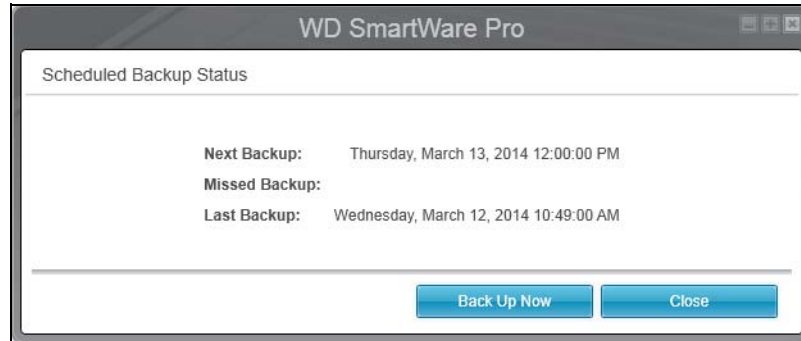 WD SmartWare Pro
Scheduled Backup Status
Next Backup: Thursday, March 13, 2014 12:00:00 PM
Missed Backup:
Last Backup: Wednesday, March 12, 2014 10:49:00 AM
Back Up Now Close